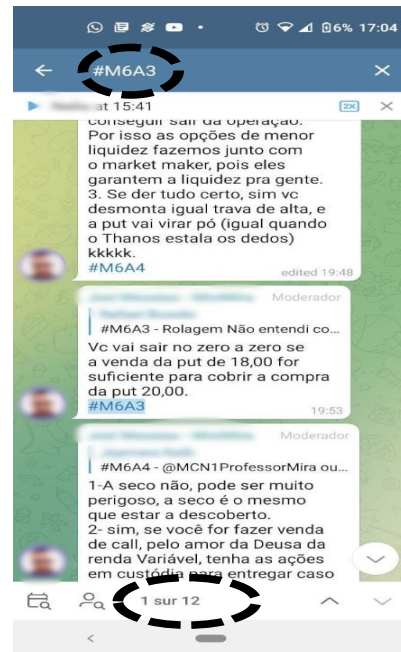 6% 17:04
#M6A3
at 15:41
2X
conseguir sair da operação.
Por isso as opções de menor
liquidez fazemos junto com
o market maker, pois eles
garantem a liquidez pra gente.
3. Se der tudo certo, sim vc
desmonta igual trava de alta, e
a put vai virar pó (igual quando
o Thanos estala os dedos)
kkkkk.
#M6A4
edited 19:48
Moderador
#M6A3 - Rolagem Não entendi co...
Vc vai sair no zero a zero se
a venda da put de 18,00 for
suficiente para cobrir a compra
da put 20,00.
#M6A3
19:53
Moderador
#M6A4 - @MCN1ProfessorMira ou...
1-A seco não, pode ser muito
perigoso, a seco é o mesmo
que estar a descoberto.
2- sim, se você for fazer venda
de call, pelo amor da Deusa da
renda Variável, tenha as ações
em custódia para entregar caso
1 sur 12